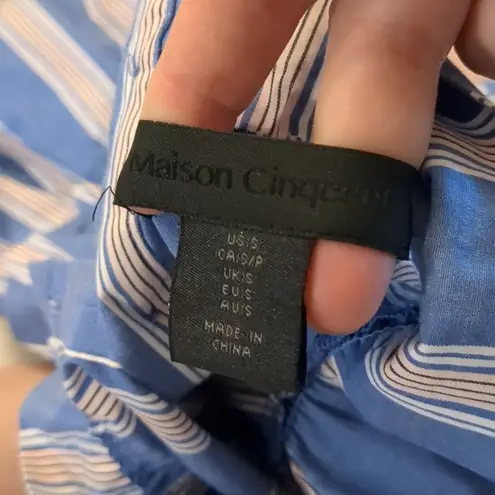 Maison Cinqcent
US:S
CA:S/P
UK:S
EU:S
AU:S
MADE IN
CHINA